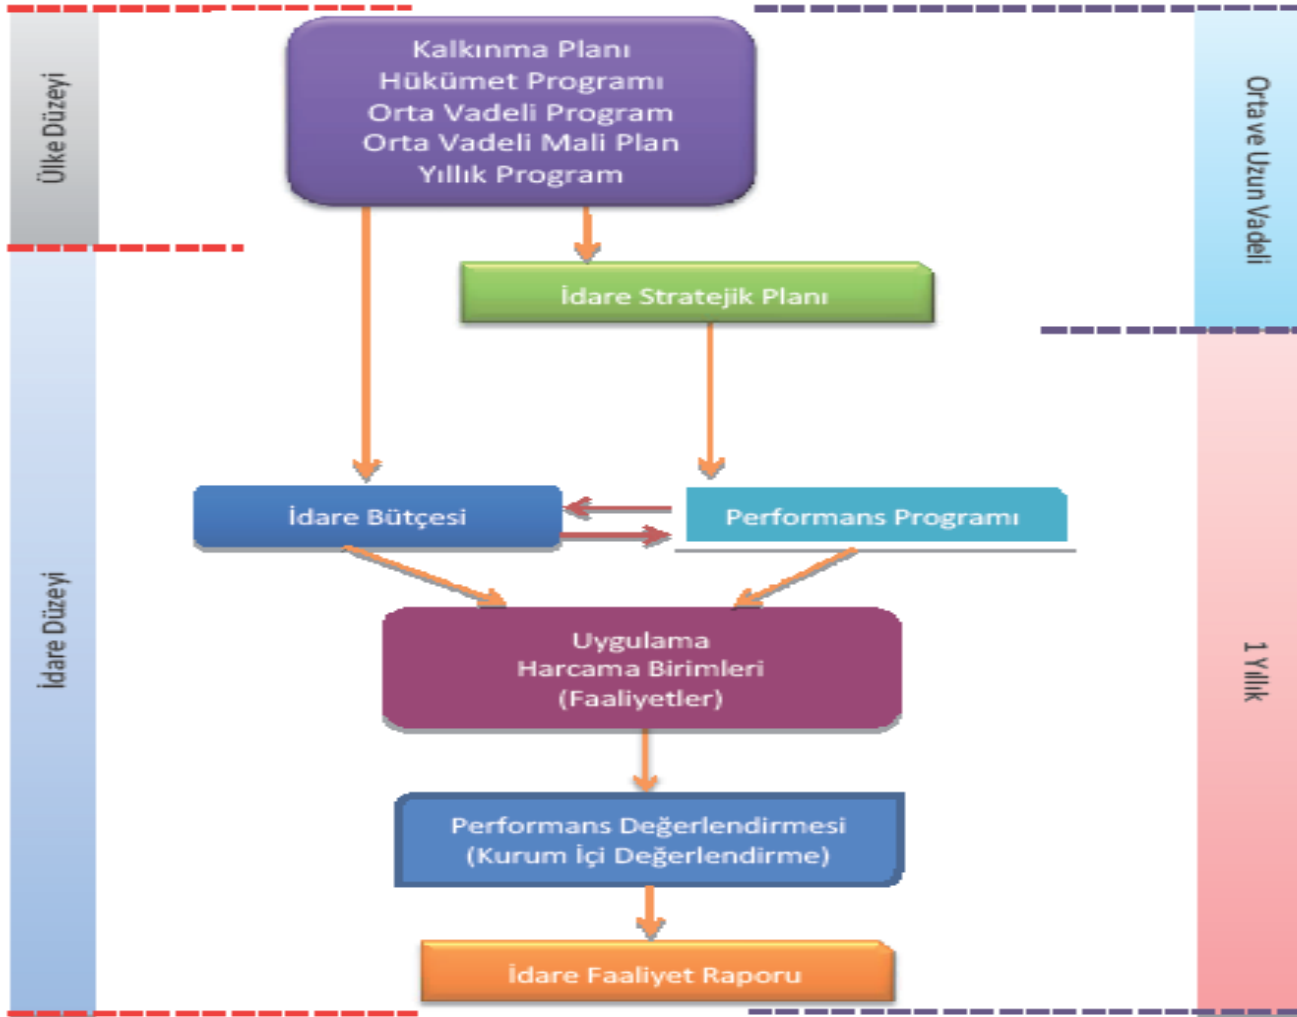 Ülke Düzeyi
Kalkınma Planı
Hükümet Programı
Orta Vadeli Program
Orta Vadeli Mali Plan
Yıllık Program
Orta ve Uzun Vadeli
İdare Stratejik Planı
İdare Bütçesi
Performans Programı
İdare Düzeyi
Uygulama
Harcama Birimleri
(Faaliyetler)
1 Yıllık
Performans Değerlendirmesi
(Kurum İçi Değerlendirme)
İdare Faaliyet Raporu